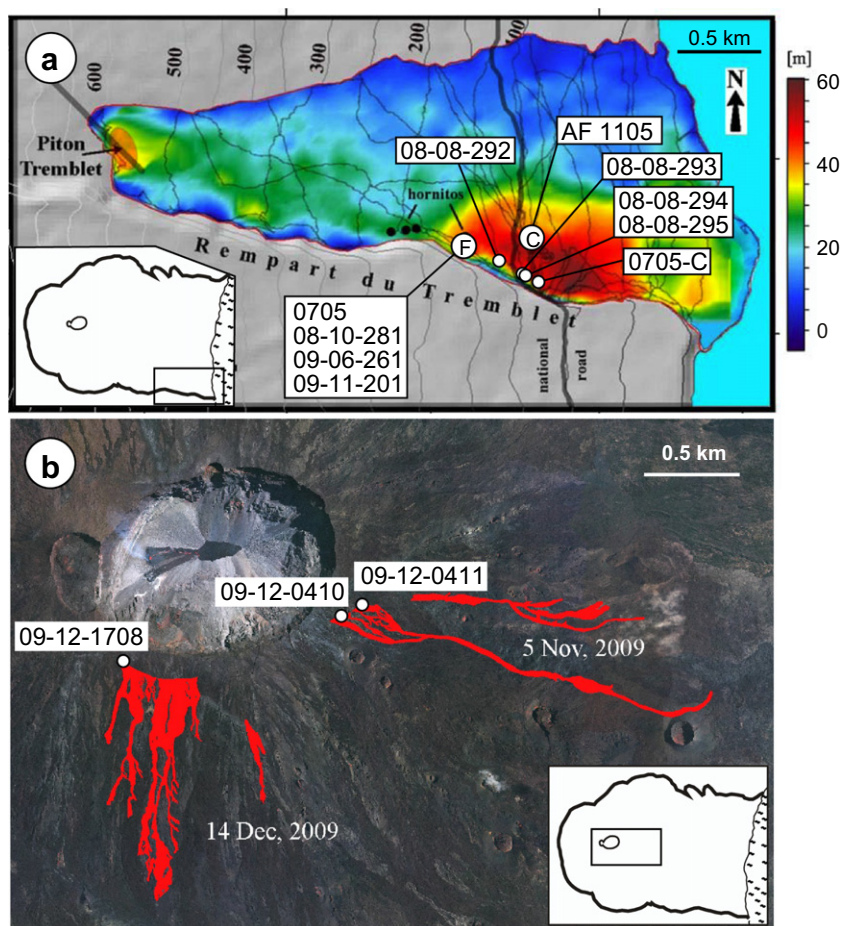 a
600
500
400
300
200
0.5 km
[m]
60
N
AF 1105
Piton
Tremblet
08-08-292
08-08-293
40
hornitos
08-08-294
08-08-295
C
F
20
0705-C
Rempart du Tremblet
0705
08-10-281
09-06-261
09-11-201
national
road
0
b
0.5 km
09-12-0411
09-12-0410
09-12-1708
5 Nov, 2009
14 Dec, 2009